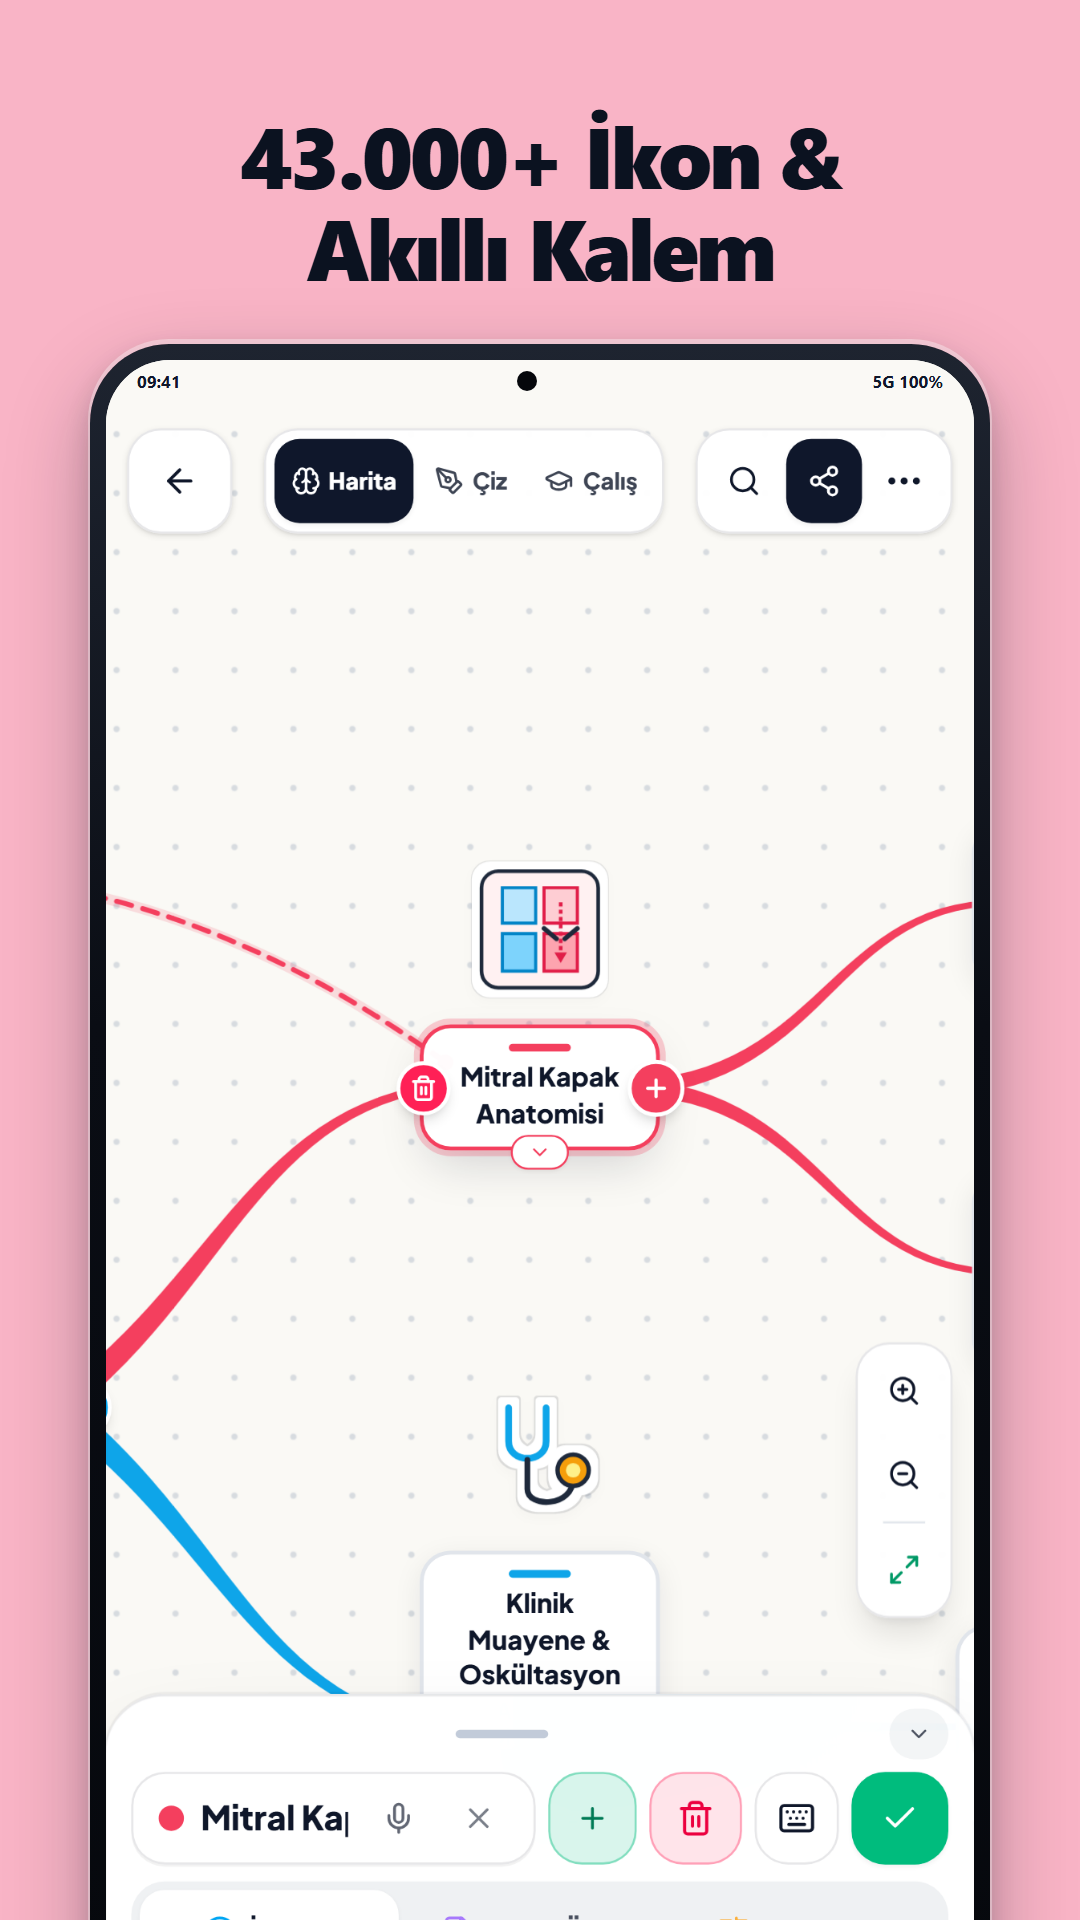 43.000+ İkon &
Akıllı Kalem
09:41
5G 100%
Harita
Çiz
Çalış
Mitral Kapak
Anatomisi
Klinik
Muayene &
Oskültasyon
Mitral Ka